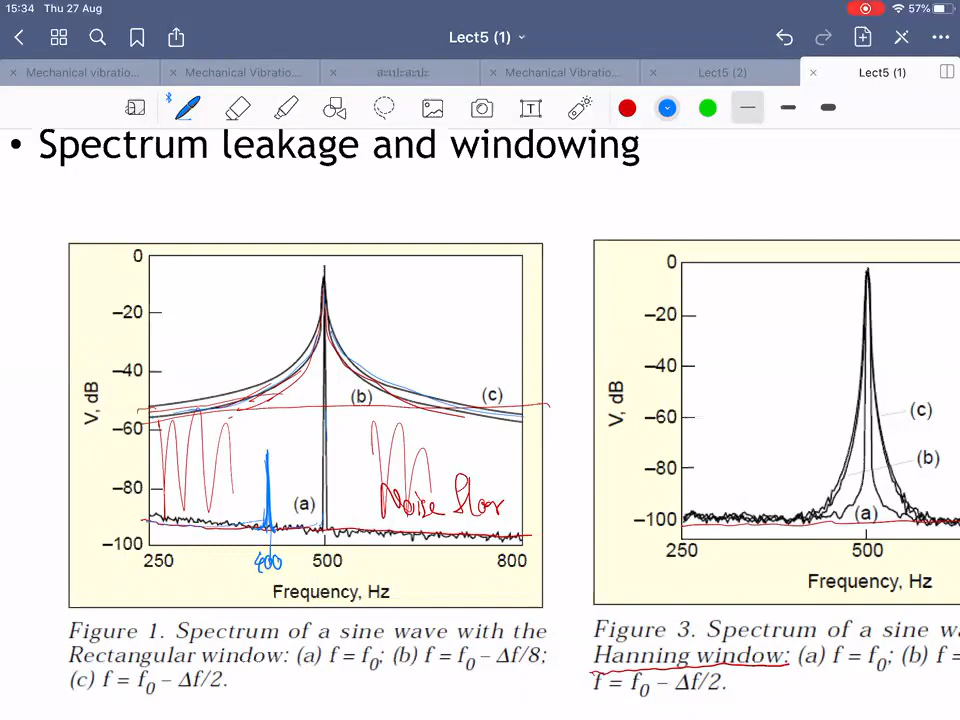 15:34 Thu 27 Aug
57%
Lect5 (1)
Mechanical vibratio...
Mechanical Vibratio...
Mechanical Vibratio...
Lect5 (2)
Lect5 (1)
• Spectrum leakage and windowing
0
−20
−40
−60
−80
−100
V, dB
(b)
(c)
(a)
Noise floor
400
250
500
800
Frequency, Hz
Figure 1. Spectrum of a sine wave with the
Rectangular window: (a) f = f0; (b) f = f0 − Δf/8;
(c) f = f0 − Δf/2.
0
−20
−40
−60
−80
−100
V, dB
(c)
(b)
(a)
250
500
Frequency, Hz
Figure 3. Spectrum of a sine wa
Hanning window: (a) f = f0; (b) f =
f = f0 − Δf/2.